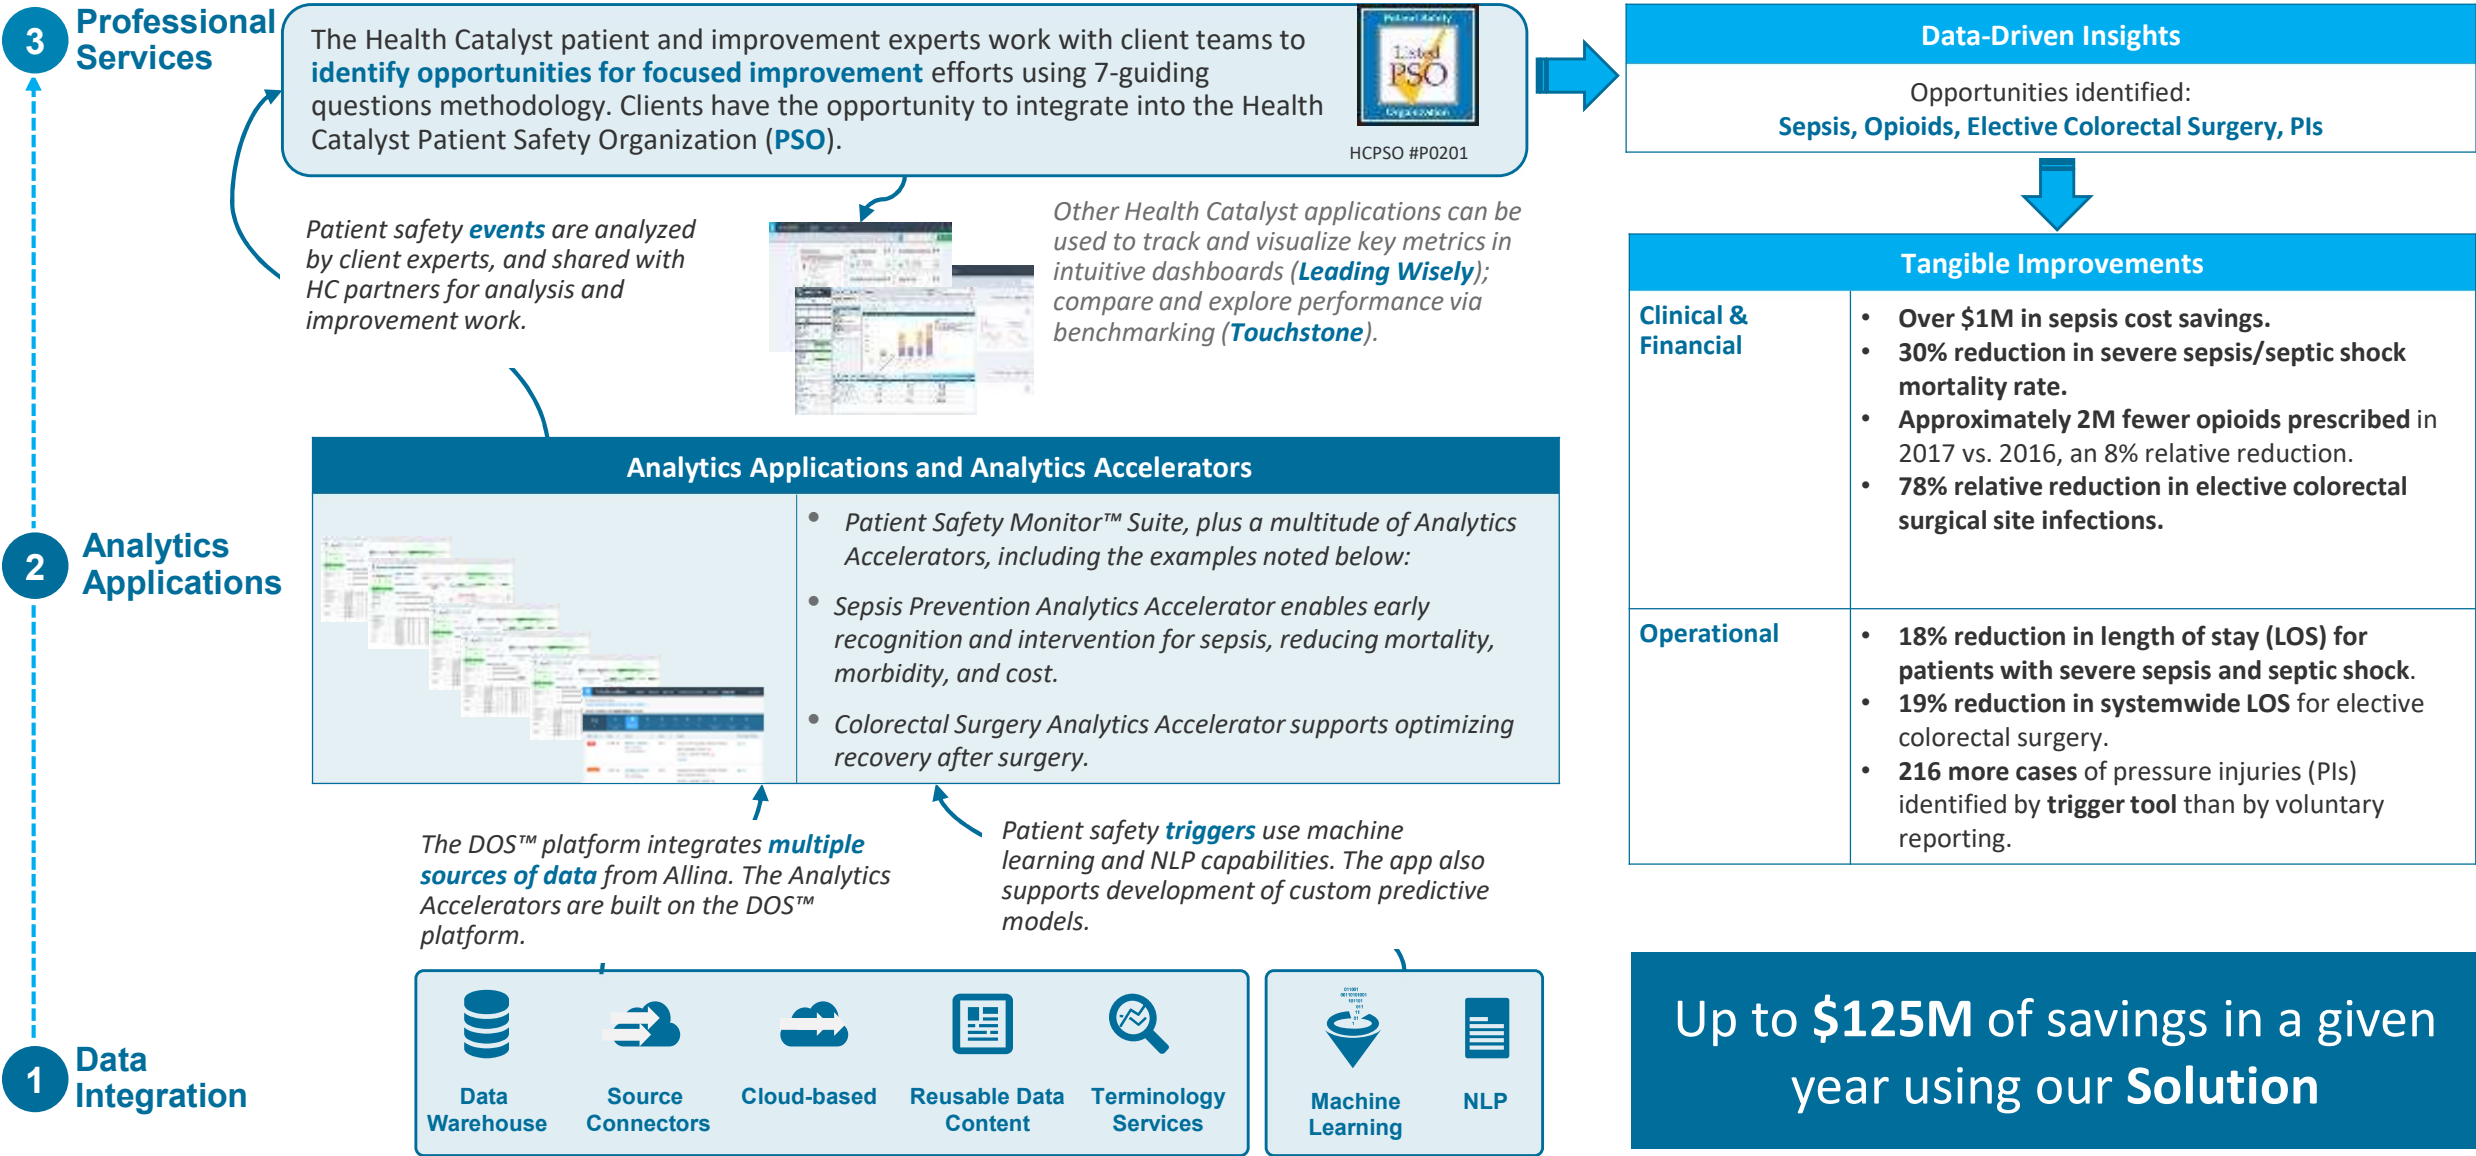 3
Professional
Services
The Health Catalyst patient and improvement experts work with client teams to
identify opportunities for focused improvement efforts using 7-guiding
questions methodology. Clients have the opportunity to integrate into the Health
Catalyst Patient Safety Organization (PSO).
Patient Safety
Listed
PSO
Organization
HCPSO #P0201
Patient safety events are analyzed
by client experts, and shared with
HC partners for analysis and
improvement work.
Other Health Catalyst applications can be
used to track and visualize key metrics in
intuitive dashboards (Leading Wisely);
compare and explore performance via
benchmarking (Touchstone).
2
Analytics
Applications
Analytics Applications and Analytics Accelerators
• Patient Safety Monitor™ Suite, plus a multitude of Analytics
Accelerators, including the examples noted below:
• Sepsis Prevention Analytics Accelerator enables early
recognition and intervention for sepsis, reducing mortality,
morbidity, and cost.
• Colorectal Surgery Analytics Accelerator supports optimizing
recovery after surgery.
The DOS™ platform integrates multiple
sources of data from Allina. The Analytics
Accelerators are built on the DOS™
platform.
Patient safety triggers use machine
learning and NLP capabilities. The app also
supports development of custom predictive
models.
1
Data
Integration
Data
Warehouse
Source
Connectors
Cloud-based
Reusable Data
Content
Terminology
Services
Machine
Learning
NLP
Data-Driven Insights
Opportunities identified:
Sepsis, Opioids, Elective Colorectal Surgery, PIs
Tangible Improvements
Clinical &
Financial
• Over $1M in sepsis cost savings.
• 30% reduction in severe sepsis/septic shock
mortality rate.
• Approximately 2M fewer opioids prescribed in
2017 vs. 2016, an 8% relative reduction.
• 78% relative reduction in elective colorectal
surgical site infections.
Operational
• 18% reduction in length of stay (LOS) for
patients with severe sepsis and septic shock.
• 19% reduction in systemwide LOS for elective
colorectal surgery.
• 216 more cases of pressure injuries (PIs)
identified by trigger tool than by voluntary
reporting.
Up to $125M of savings in a given
year using our Solution